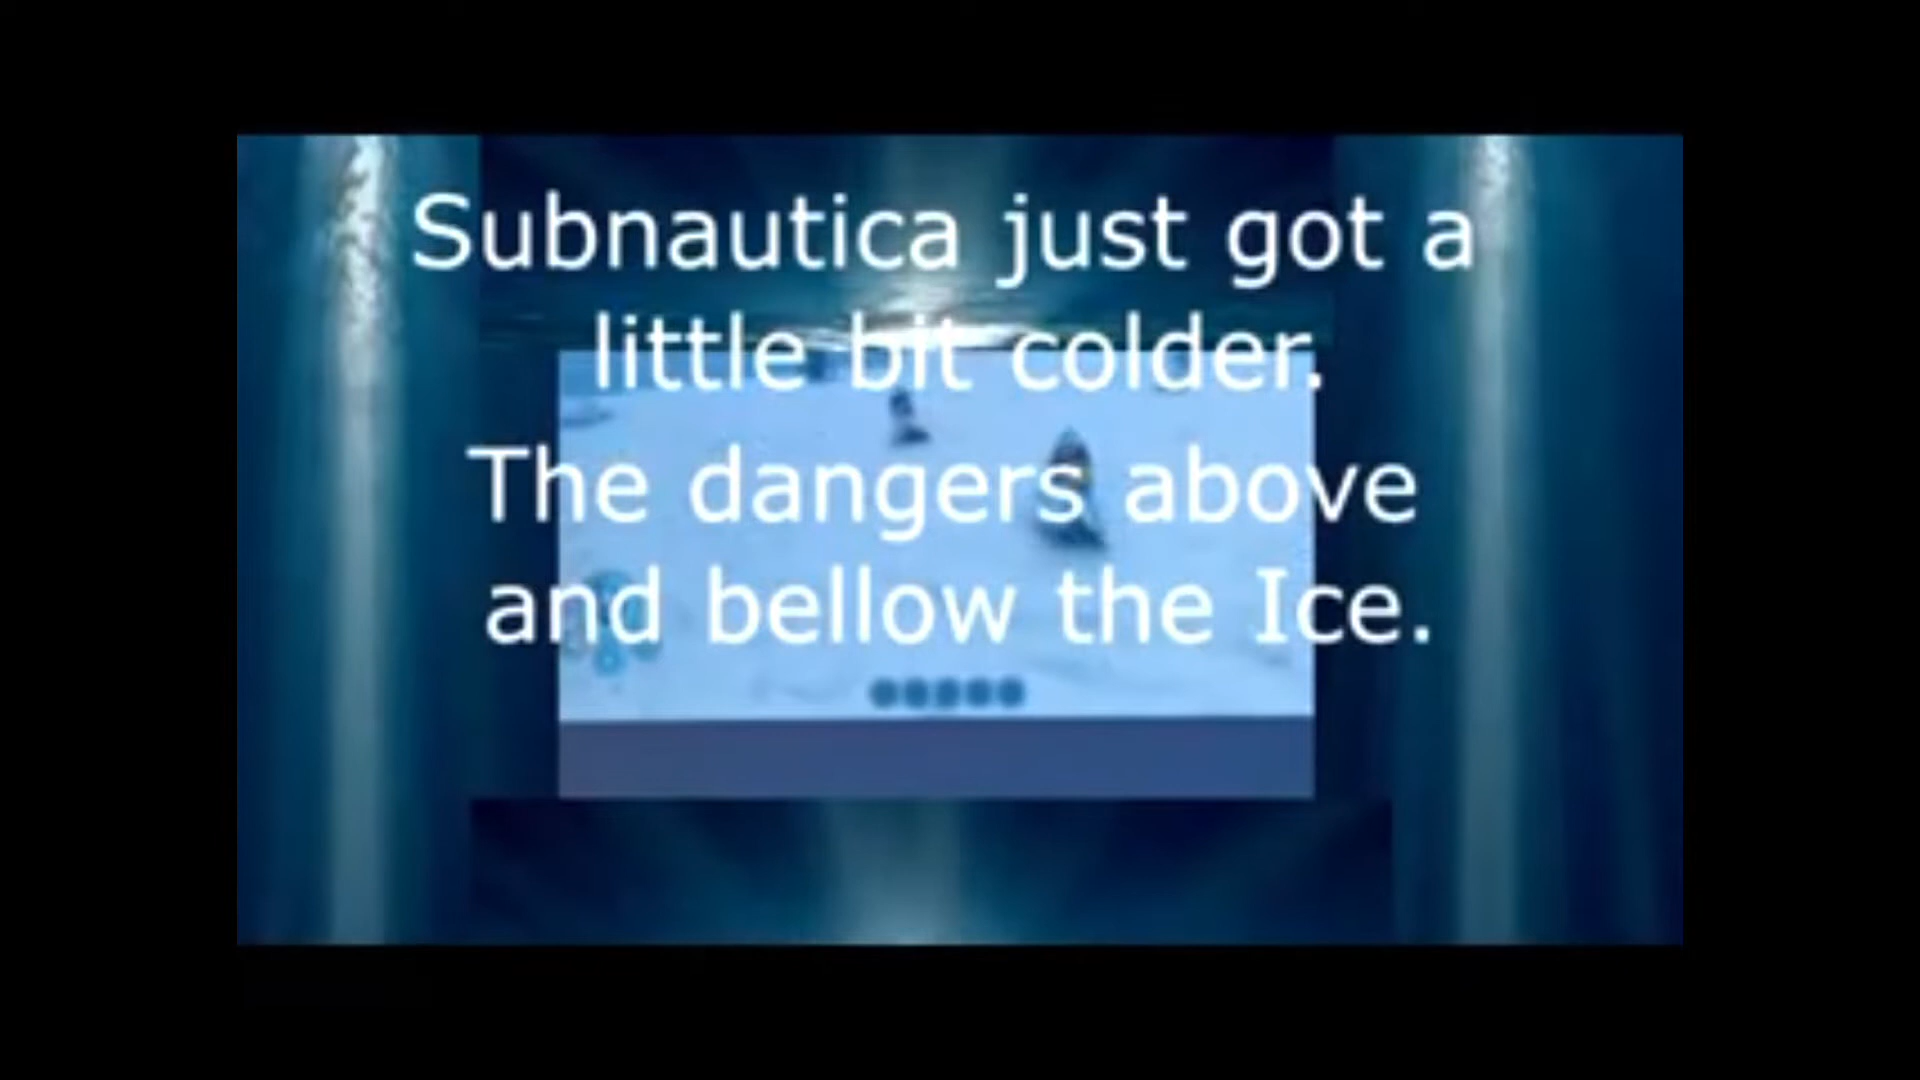 Subnautica just got a
little bit colder.
The dangers above
and bellow the Ice.